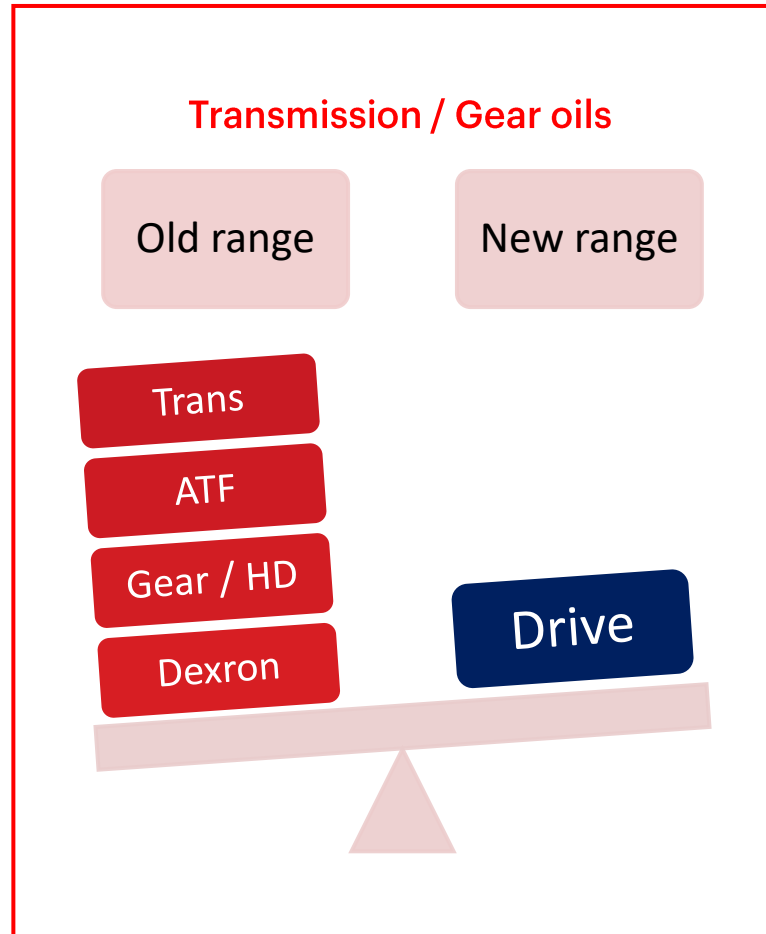 Transmission / Gear oils
Old range
New range
Trans
ATF
Gear / HD
Dexron
Drive